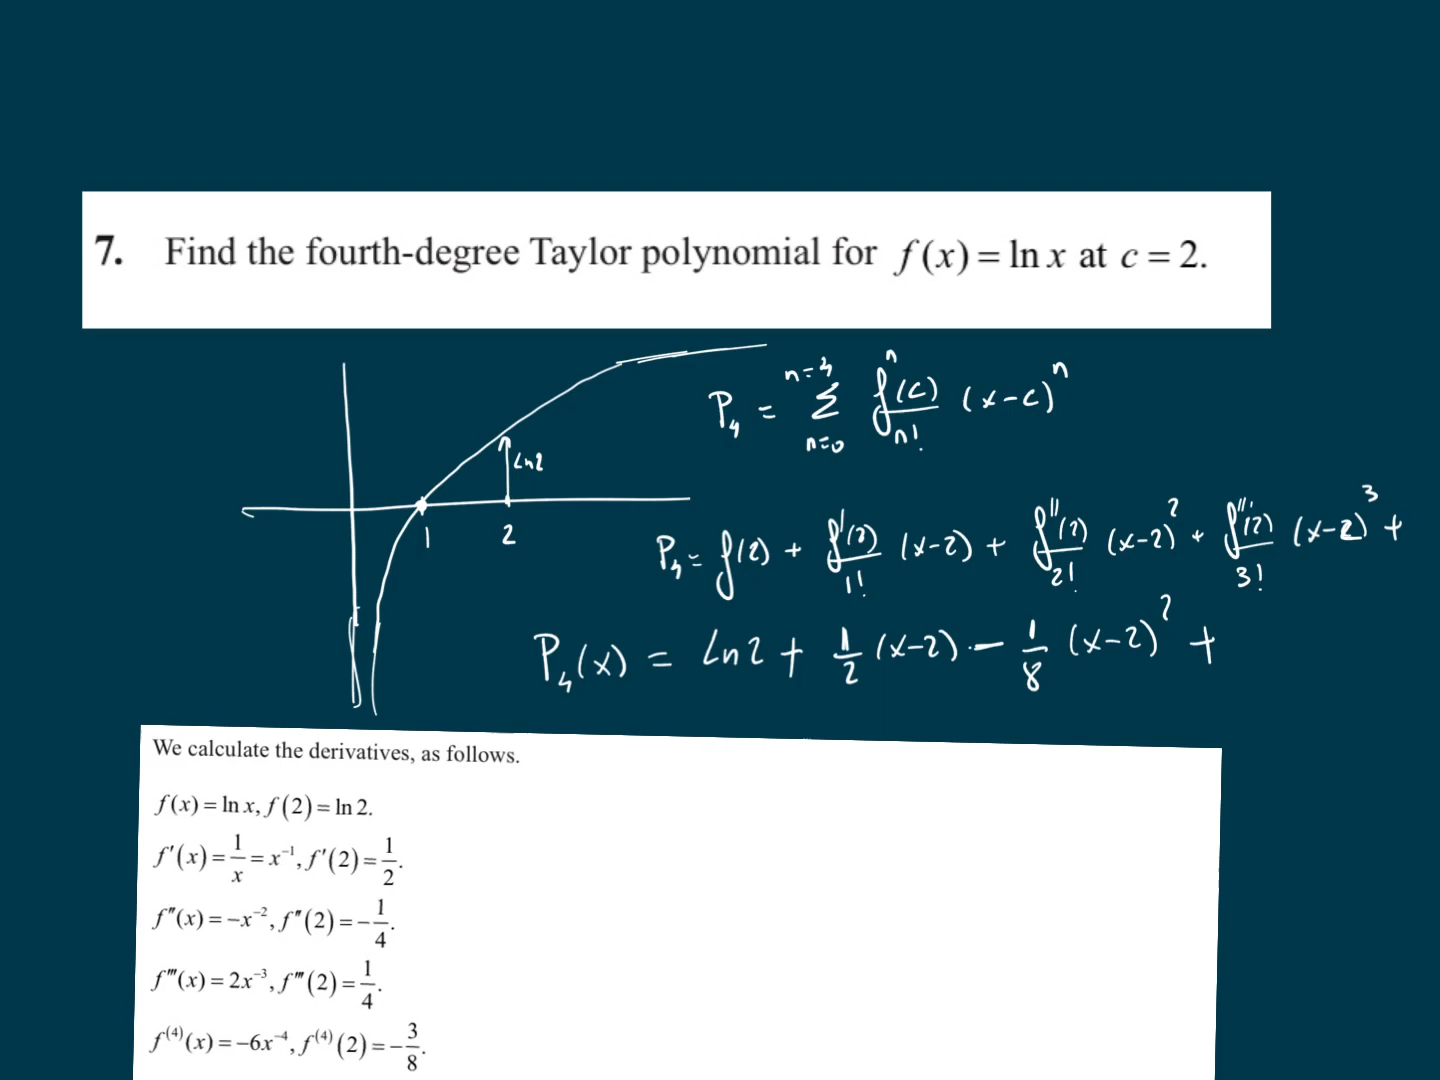 7. Find the fourth-degree Taylor polynomial for f(x) = ln x at c = 2.
P₄ = Σ_{n=0}^{n=4} fⁿ(c)/n! (x-c)ⁿ
Ln2
1 2
P₄ = f(2) + f'(2)/1! (x-2) + f''(2)/2! (x-2)² + f'''(2)/3! (x-2)³ +
P₄(x) = Ln2 + 1/2 (x-2) - 1/8 (x-2)² +
We calculate the derivatives, as follows.
f(x) = ln x, f(2) = ln 2.
f'(x) = 1/x = x⁻¹, f'(2) = 1/2.
f''(x) = -x⁻², f''(2) = -1/4.
f'''(x) = 2x⁻³, f'''(2) = 1/4.
f⁽⁴⁾(x) = -6x⁻⁴, f⁽⁴⁾(2) = -3/8.